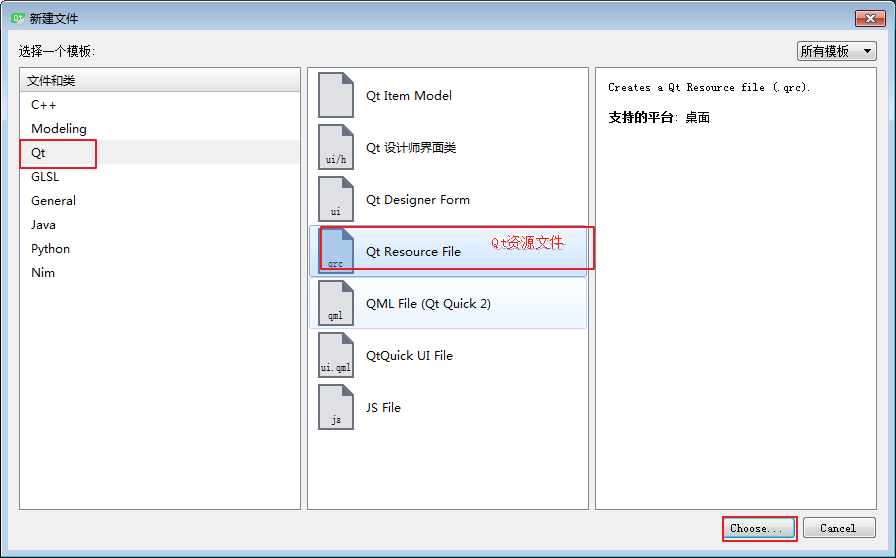 Qt 新建文件
选择一个模板:
所有模板
文件和类
C++
Modeling
Qt
GLSL
General
Java
Python
Nim
Qt Item Model
ui/h
Qt 设计师界面类
ui
Qt Designer Form
qrc
Qt Resource File
Qt资源文件
qml
QML File (Qt Quick 2)
ui.qml
QtQuick UI File
js
JS File
Creates a Qt Resource file (.qrc).
支持的平台: 桌面
Choose...
Cancel